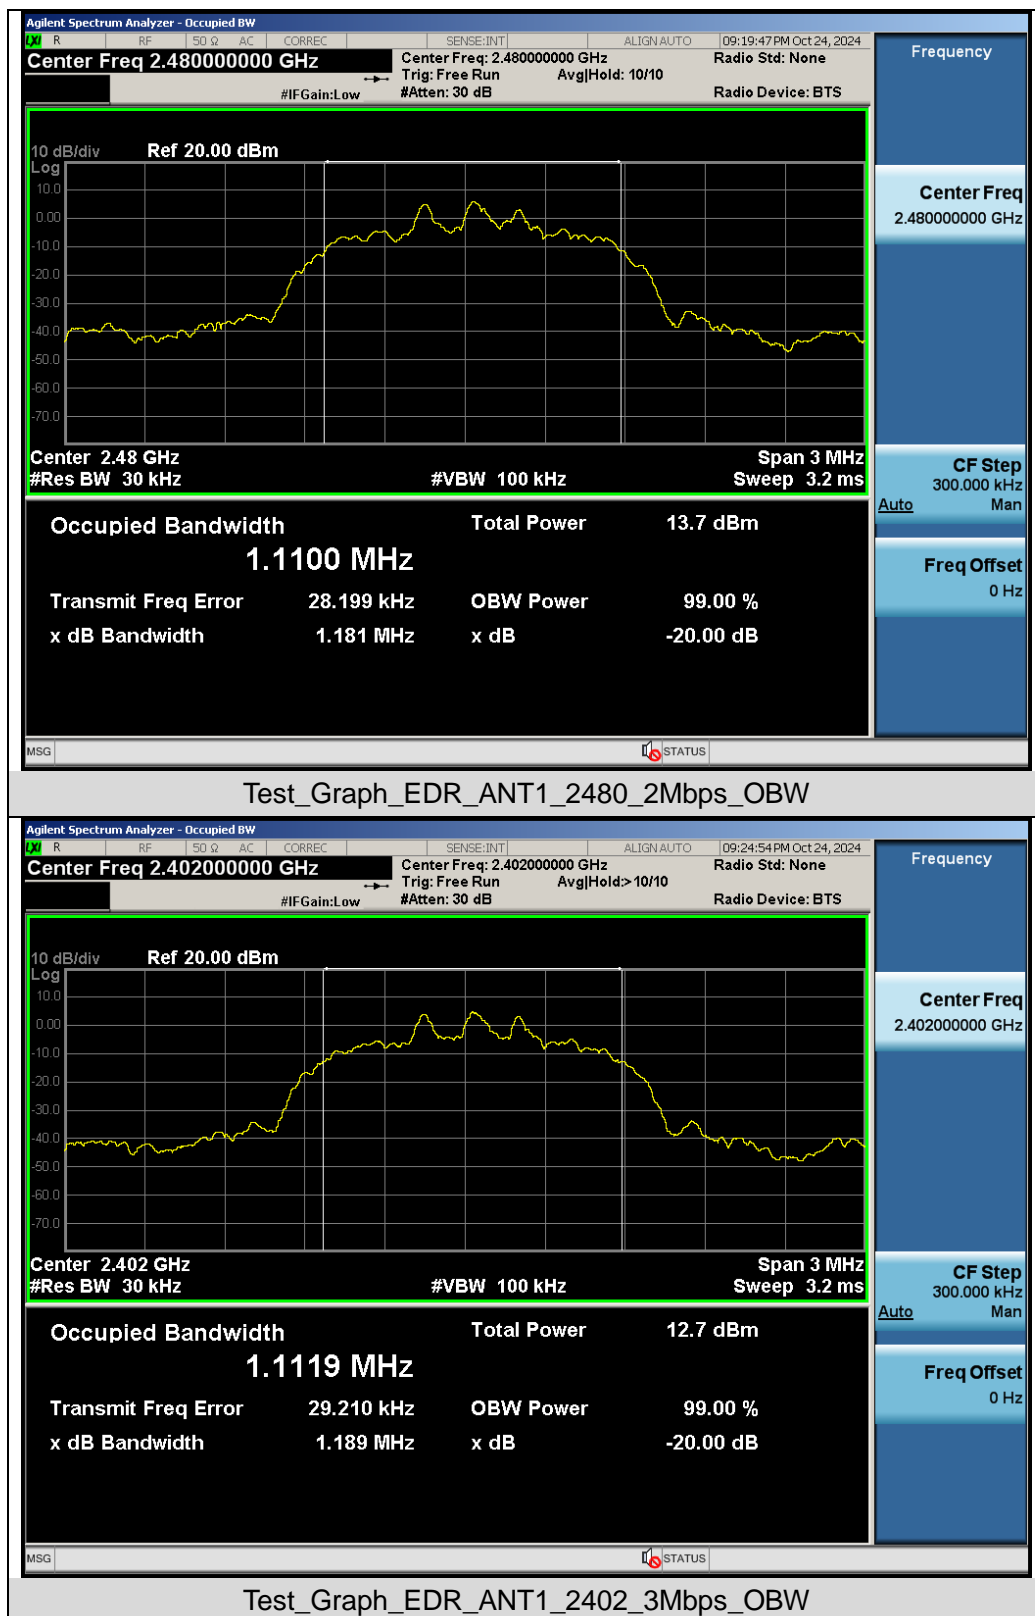 Agilent Spectrum Analyzer - Occupied BW
LXI R RF 50 Ω AC CORREC SENSE:INT ALIGN AUTO 09:19:47 PM Oct 24, 2024
Center Freq 2.480000000 GHz
Center Freq: 2.480000000 GHz Radio Std: None
Trig: Free Run Avg|Hold: 10/10
#IFGain:Low #Atten: 30 dB Radio Device: BTS
Frequency
10 dB/div Ref 20.00 dBm
Log
10.0
0.00
-10.0
-20.0
-30.0
-40.0
-50.0
-60.0
-70.0
Center 2.48 GHz Span 3 MHz
#Res BW 30 kHz #VBW 100 kHz Sweep 3.2 ms
Center Freq
2.480000000 GHz
CF Step
300.000 kHz
Auto Man
Freq Offset
0 Hz
Occupied Bandwidth Total Power 13.7 dBm
1.1100 MHz
Transmit Freq Error 28.199 kHz OBW Power 99.00 %
x dB Bandwidth 1.181 MHz x dB -20.00 dB
MSG STATUS
Test_Graph_EDR_ANT1_2480_2Mbps_OBW
Agilent Spectrum Analyzer - Occupied BW
LXI R RF 50 Ω AC CORREC SENSE:INT ALIGN AUTO 09:24:54 PM Oct 24, 2024
Center Freq 2.402000000 GHz
Center Freq: 2.402000000 GHz Radio Std: None
Trig: Free Run Avg|Hold:>10/10
#IFGain:Low #Atten: 30 dB Radio Device: BTS
Frequency
10 dB/div Ref 20.00 dBm
Log
10.0
0.00
-10.0
-20.0
-30.0
-40.0
-50.0
-60.0
-70.0
Center 2.402 GHz Span 3 MHz
#Res BW 30 kHz #VBW 100 kHz Sweep 3.2 ms
Center Freq
2.402000000 GHz
CF Step
300.000 kHz
Auto Man
Freq Offset
0 Hz
Occupied Bandwidth Total Power 12.7 dBm
1.1119 MHz
Transmit Freq Error 29.210 kHz OBW Power 99.00 %
x dB Bandwidth 1.189 MHz x dB -20.00 dB
MSG STATUS
Test_Graph_EDR_ANT1_2402_3Mbps_OBW